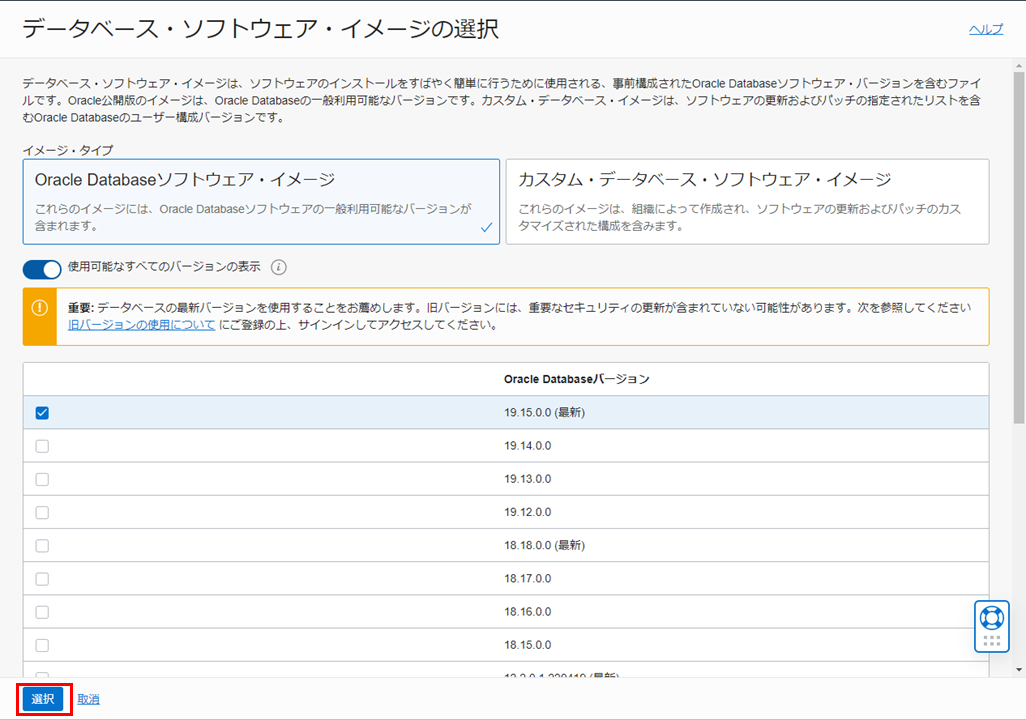 データベース・ソフトウェア・イメージの選択
ヘルプ
データベース・ソフトウェア・イメージは、ソフトウェアのインストールをすばやく簡単に行うために使用される、事前構成されたOracle Databaseソフトウェア・バージョンを含むファイ
ルです。Oracle公開版のイメージは、Oracle Databaseの一般利用可能なバージョンです。カスタム・データベース・イメージは、ソフトウェアの更新およびパッチの指定されたリストを含
むOracle Databaseのユーザー構成バージョンです。
イメージ・タイプ
Oracle Databaseソフトウェア・イメージ
これらのイメージには、Oracle Databaseソフトウェアの一般利用可能なバージョンが
含まれます。
カスタム・データベース・ソフトウェア・イメージ
これらのイメージは、組織によって作成され、ソフトウェアの更新およびパッチのカス
タマイズされた構成を含みます。
使用可能なすべてのバージョンの表示
重要: データベースの最新バージョンを使用することをお薦めします。旧バージョンには、重要なセキュリティの更新が含まれていない可能性があります。次を参照してください
旧バージョンの使用について にご登録の上、サインインしてアクセスしてください。
Oracle Databaseバージョン
19.15.0.0 (最新)
19.14.0.0
19.13.0.0
19.12.0.0
18.18.0.0 (最新)
18.17.0.0
18.16.0.0
18.15.0.0
選択 取消